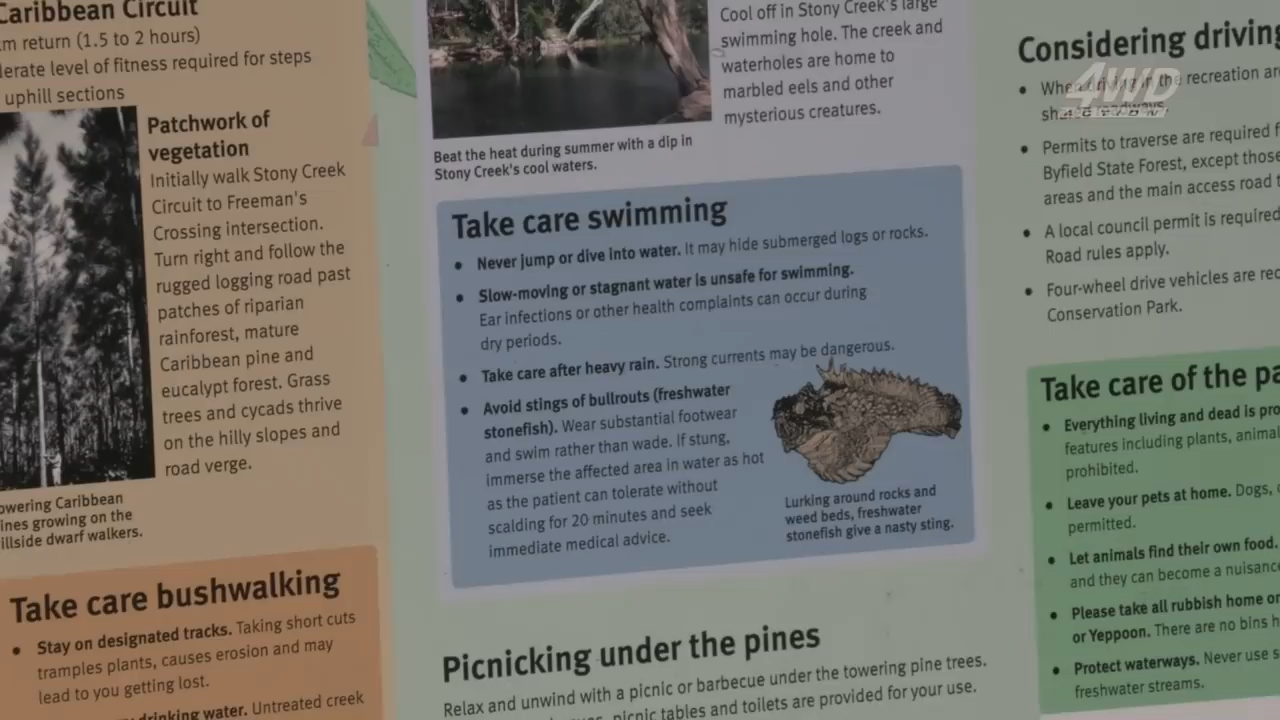 Caribbean Circuit
m return (1.5 to 2 hours)
erate level of fitness required for steps
uphill sections
Patchwork of
vegetation
Initially walk Stony Creek
Circuit to Freeman's
Crossing intersection.
Turn right and follow the
rugged logging road past
patches of riparian
rainforest, mature
Caribbean pine and
eucalypt forest. Grass
trees and cycads thrive
on the hilly slopes and
road verge.
owering Caribbean
ines growing on the
illside dwarf walkers.
Take care bushwalking
• Stay on designated tracks. Taking short cuts
tramples plants, causes erosion and may
lead to you getting lost.
drinking water. Untreated creek
Cool off in Stony Creek's large
swimming hole. The creek and
waterholes are home to
marbled eels and other
mysterious creatures.
Beat the heat during summer with a dip in
Stony Creek's cool waters.
Take care swimming
• Never jump or dive into water. It may hide submerged logs or rocks.
• Slow-moving or stagnant water is unsafe for swimming.
Ear infections or other health complaints can occur during
dry periods.
• Take care after heavy rain. Strong currents may be dangerous.
• Avoid stings of bullrouts (freshwater
stonefish). Wear substantial footwear
and swim rather than wade. If stung,
immerse the affected area in water as hot
as the patient can tolerate without
scalding for 20 minutes and seek
immediate medical advice.
Lurking around rocks and
weed beds, freshwater
stonefish give a nasty sting.
Picnicking under the pines
Relax and unwind with a picnic or barbecue under the towering pine trees.
picnic tables and toilets are provided for your use.
Considering driving
• When driving in the recreation are
4WD
• Permits to traverse are required f
Byfield State Forest, except those
areas and the main access road t
• A local council permit is required
Road rules apply.
• Four-wheel drive vehicles are rec
Conservation Park.
Take care of the pa
• Everything living and dead is pro
features including plants, animal
prohibited.
• Leave your pets at home. Dogs,
permitted.
• Let animals find their own food.
and they can become a nuisance
• Please take all rubbish home or
or Yeppoon. There are no bins h
• Protect waterways. Never use s
freshwater streams.